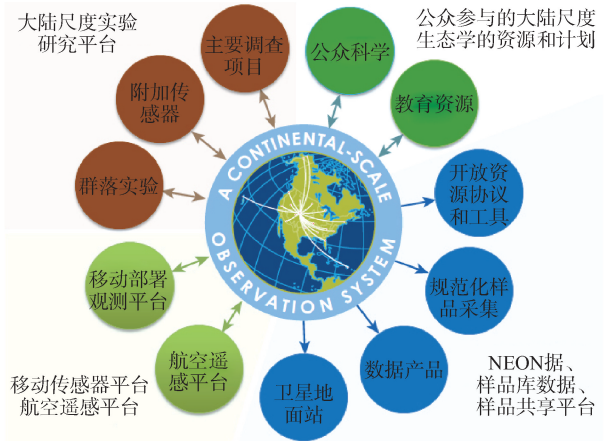 大陆尺度实验
研究平台
公众参与的大陆尺度
生态学的资源和计划
主要调查
项目
公众科学
附加传
感器
教育资源
群落实验
开放资
源协议
和工具
A CONTINENTAL-SCALE
OBSERVATION SYSTEM
移动部署
观测平台
规范化样
品采集
航空遥
感平台
数据产品
卫星地
面站
移动传感器平台
航空遥感平台
NEON据、
样品库数据、
样品共享平台